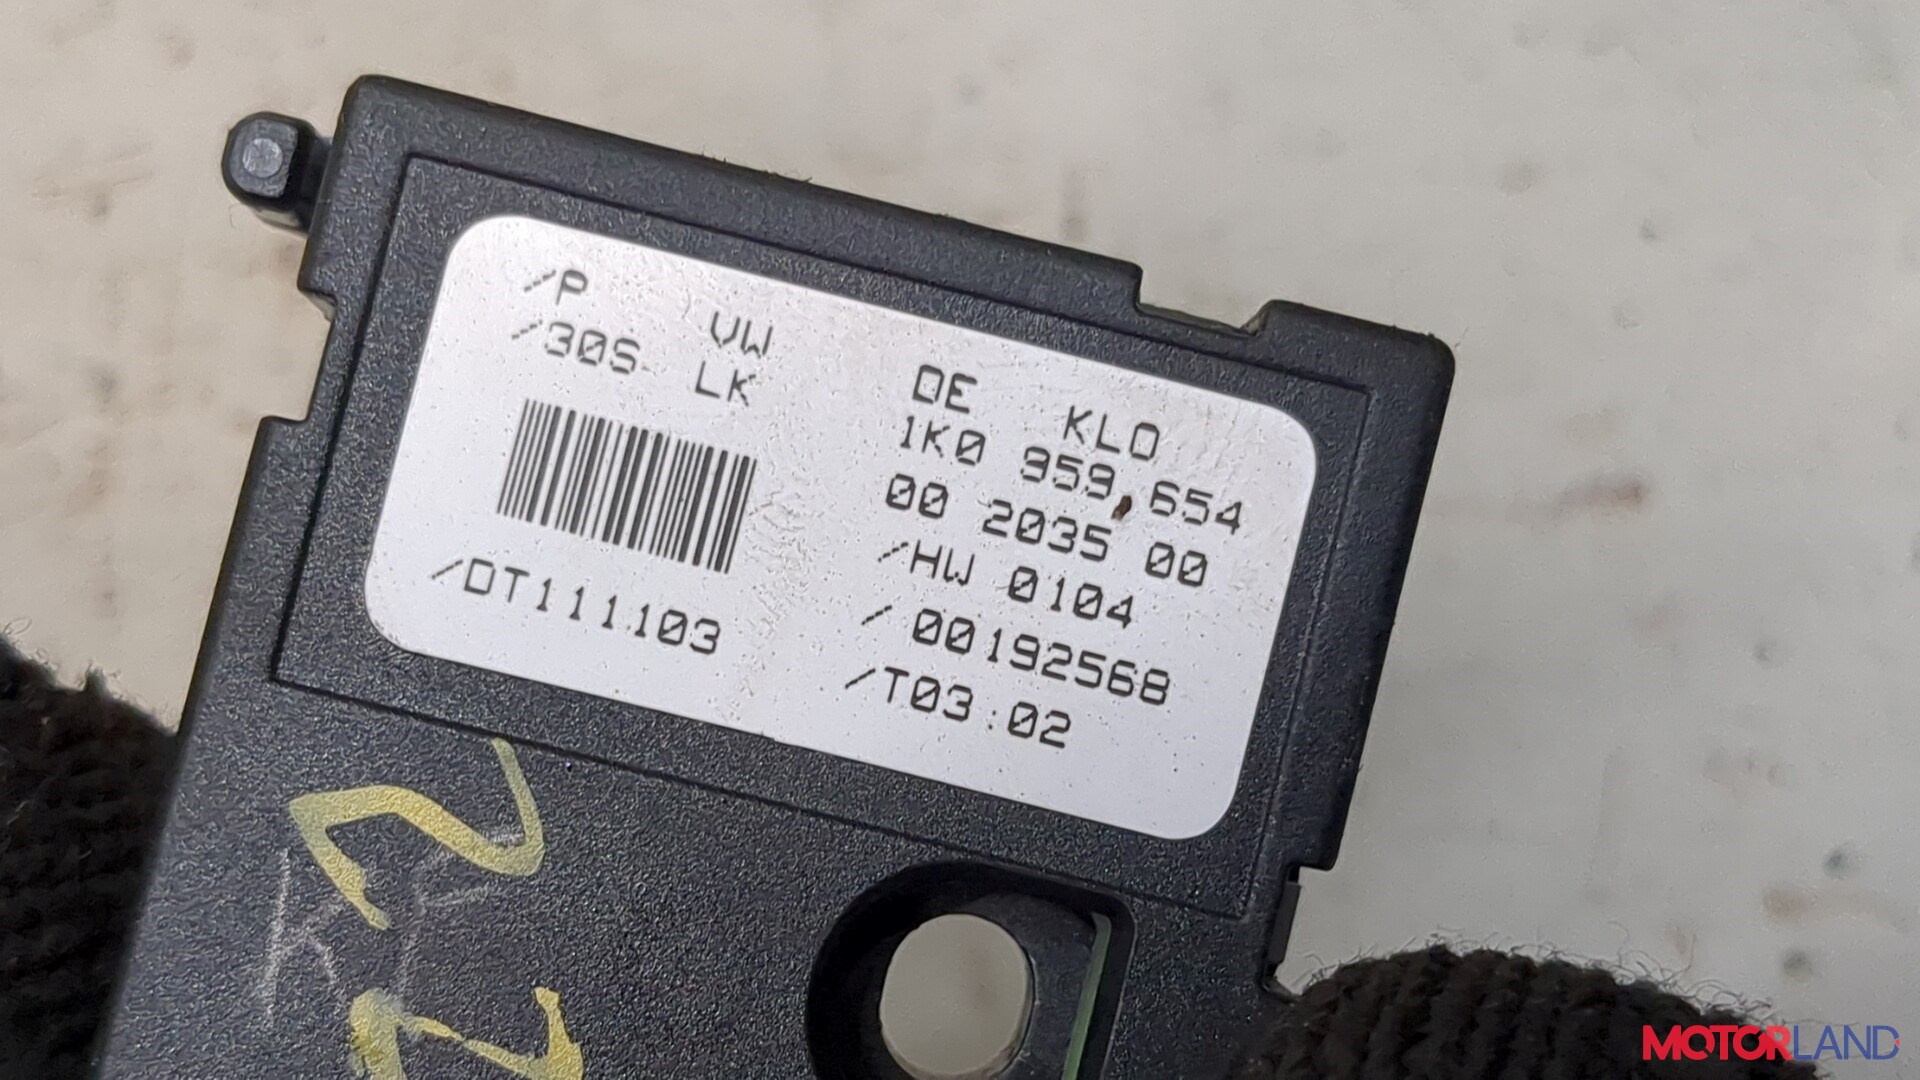 /P VW DE KLO
/30S LK 1K0 959 654
00 2035 00
/HW 0104
/DT111103 / 00192568
/T03:02
MOTORLAND